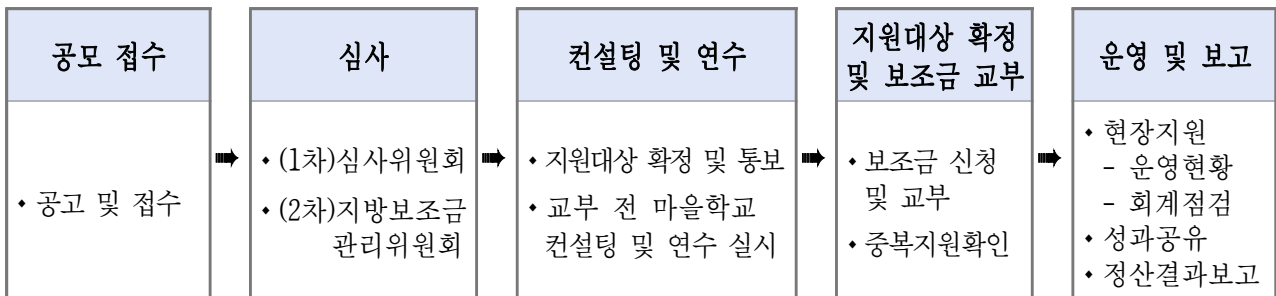 공모 접수
⬩ 공고 및 접수
심사
⬩ (1차)심사위원회
⬩ (2차)지방보조금
관리위원회
컨설팅 및 연수
⬩ 지원대상 확정 및 통보
⬩ 교부 전 마을학교
컨설팅 및 연수 실시
지원대상 확정
및 보조금 교부
⬩ 보조금 신청
및 교부
⬩ 중복지원확인
운영 및 보고
⬩ 현장지원
- 운영현황
- 회계점검
⬩ 성과공유
⬩ 정산결과보고